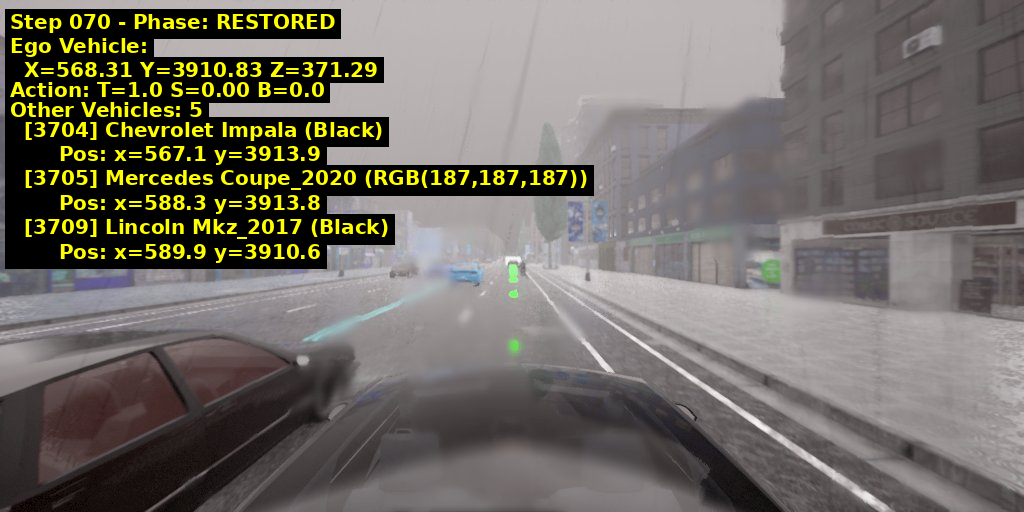 Step 070 - Phase: RESTORED
Ego Vehicle:
X=568.31 Y=3910.83 Z=371.29
Action: T=1.0 S=0.00 B=0.0
Other Vehicles: 5
[3704] Chevrolet Impala (Black)
Pos: x=567.1 y=3913.9
[3705] Mercedes Coupe_2020 (RGB(187,187,187))
Pos: x=588.3 y=3913.8
[3709] Lincoln Mkz_2017 (Black)
Pos: x=589.9 y=3910.6